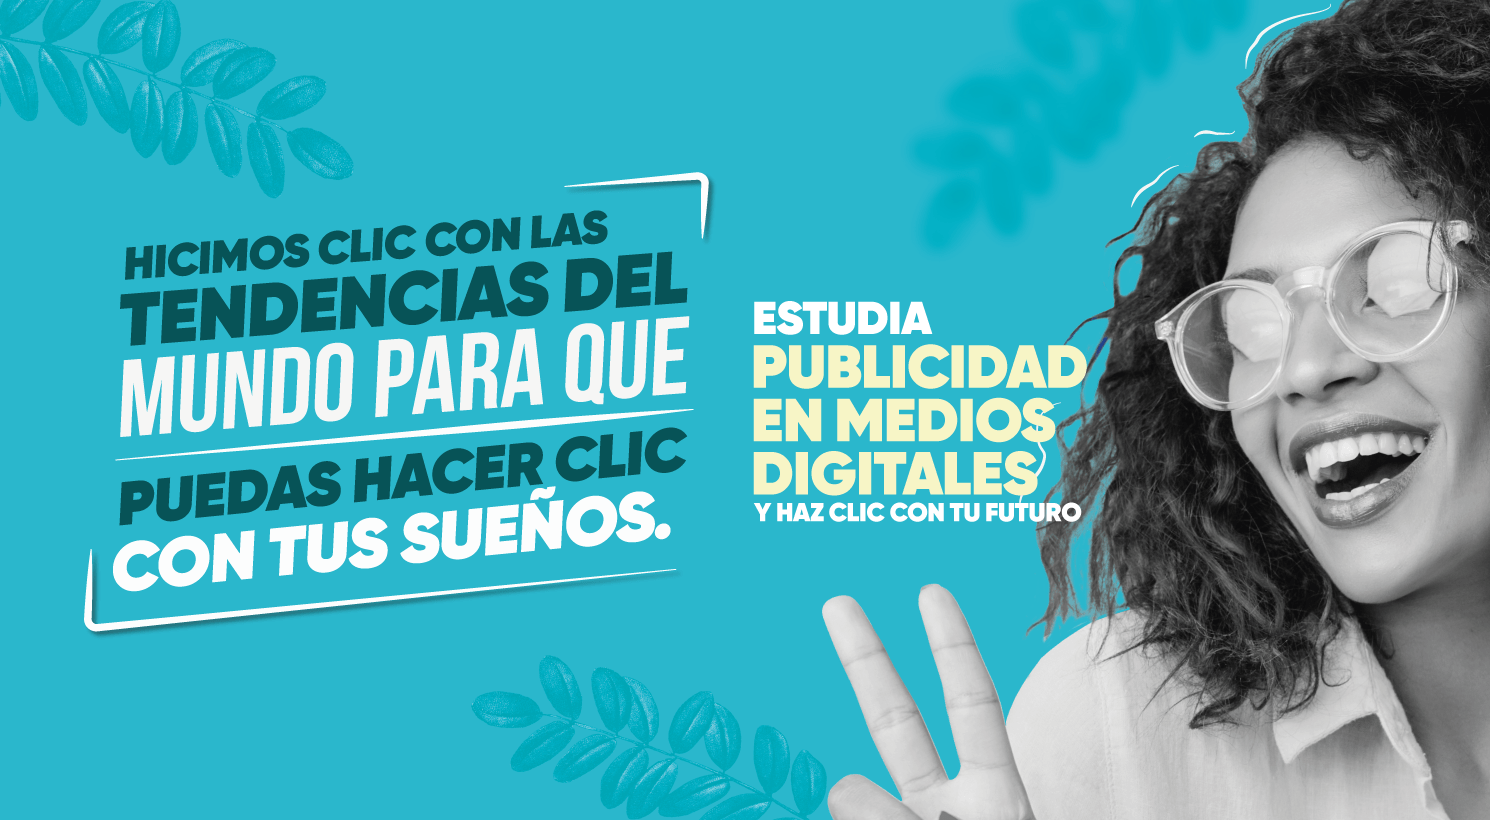 HICIMOS CLIC CON LAS
TENDENCIAS DEL
MUNDO PARA QUE
PUEDAS HACER CLIC
CON TUS SUEÑOS.
ESTUDIA
PUBLICIDAD
EN MEDIOS
DIGITALES
Y HAZ CLIC CON TU FUTURO